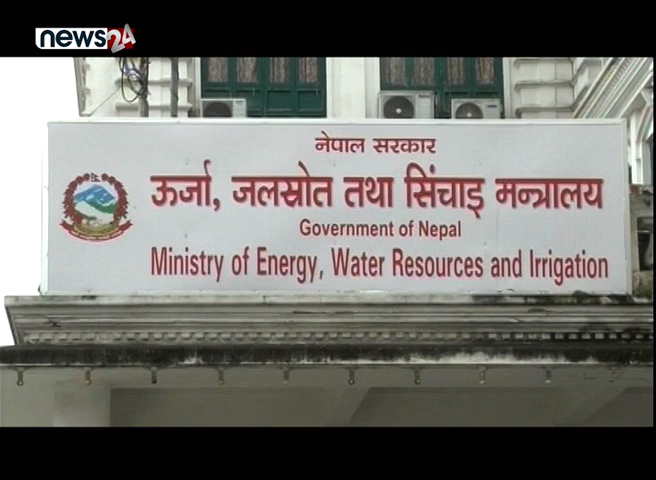 news24
नेपाल सरकार
ऊर्जा, जलस्रोत तथा सिंचाइ मन्त्रालय
Government of Nepal
Ministry of Energy, Water Resources and Irrigation